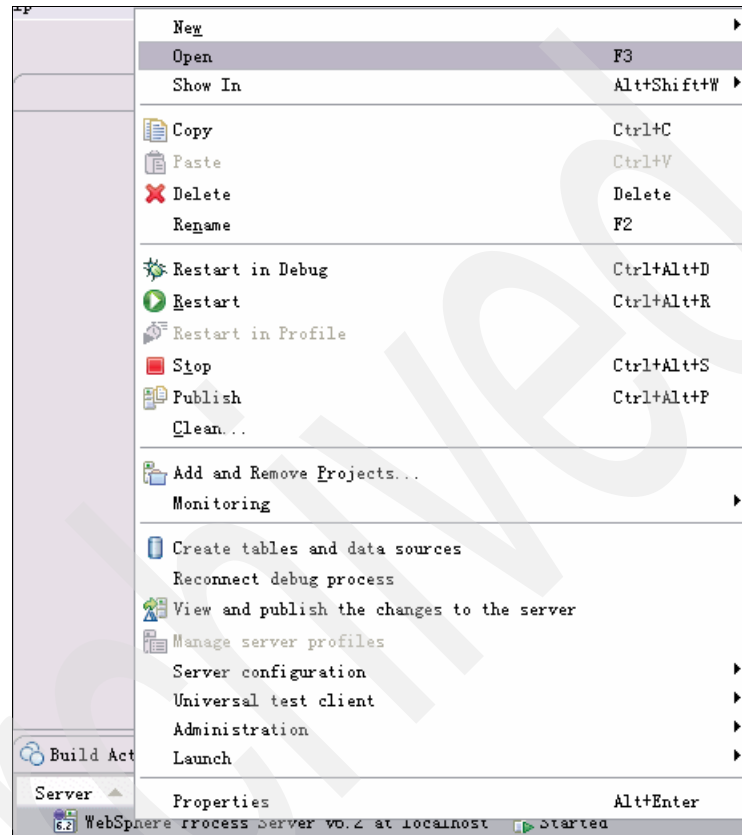 New
Open F3
Show In Alt+Shift+W
Copy Ctrl+C
Paste Ctrl+V
Delete Delete
Rename F2
Restart in Debug Ctrl+Alt+D
Restart Ctrl+Alt+R
Restart in Profile
Stop Ctrl+Alt+S
Publish Ctrl+Alt+P
Clean...
Add and Remove Projects...
Monitoring
Create tables and data sources
Reconnect debug process
View and publish the changes to the server
Manage server profiles
Server configuration
Universal test client
Administration
Build Act
Launch
Server
Properties Alt+Enter
6.2 WebSphere Process Server v6.2 at localhost Started